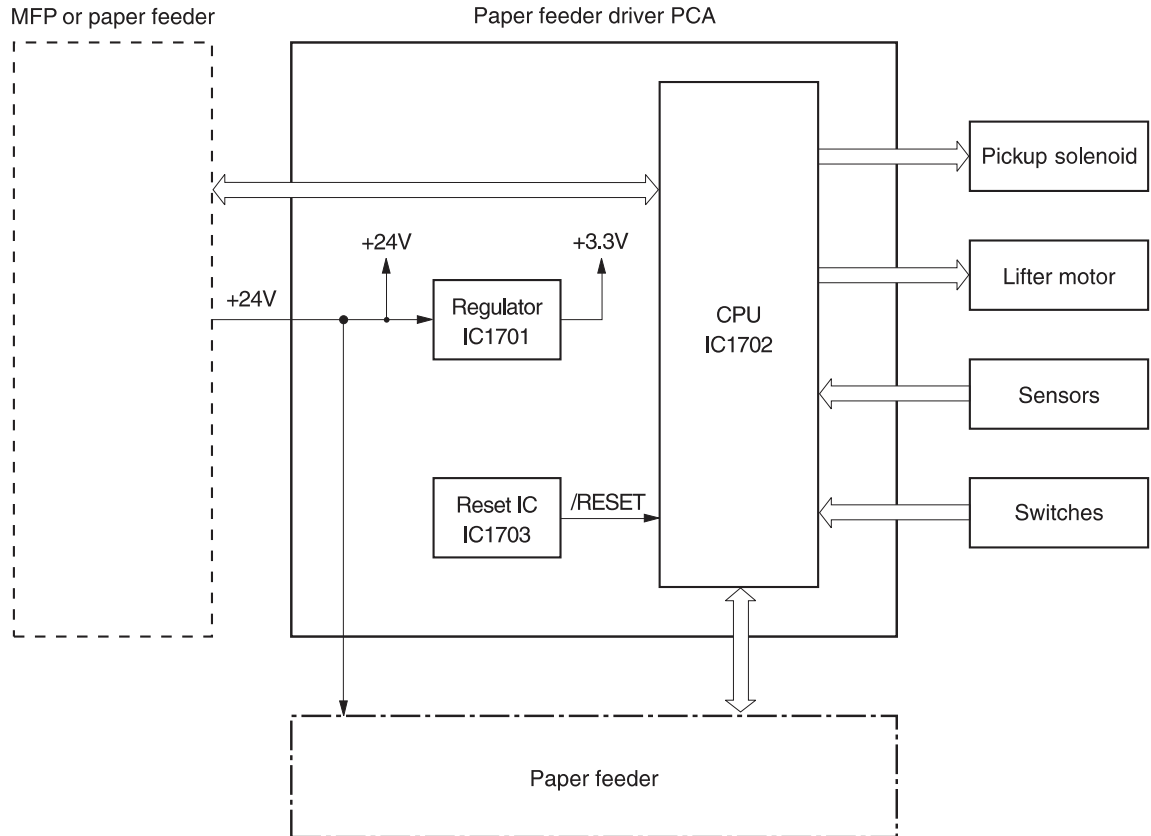 MFP or paper feeder
Paper feeder driver PCA
Pickup solenoid
+24V
+3.3V
+24V
Regulator
IC1701
CPU
IC1702
Lifter motor
Sensors
Reset IC
IC1703
/RESET
Switches
Paper feeder